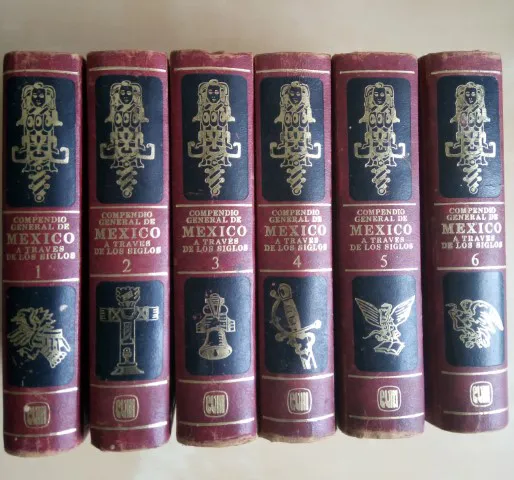 COMPENDIO
GENERAL DE
MEXICO
A TRAVES
DE LOS SIGLOS
1
COMPENDIO
GENERAL DE
MEXICO
A TRAVES
DE LOS SIGLOS
2
COMPENDIO
GENERAL DE
MEXICO
A TRAVES
DE LOS SIGLOS
3
COMPENDIO
GENERAL DE
MEXICO
A TRAVES
DE LOS SIGLOS
4
COMPENDIO
GENERAL DE
MEXICO
A TRAVES
DE LOS SIGLOS
5
COMPENDIO
GENERAL DE
MEXICO
A TRAVES
DE LOS SIGLOS
6